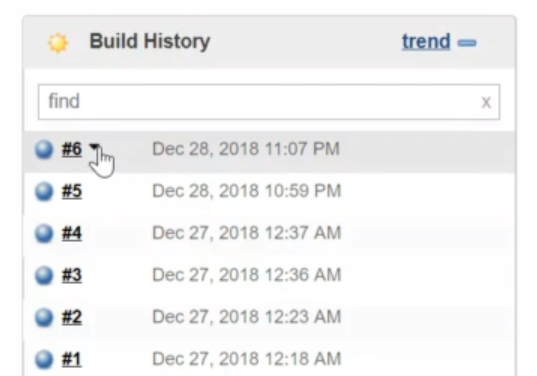 Build History trend
find x
#6 Dec 28, 2018 11:07 PM
#5 Dec 28, 2018 10:59 PM
#4 Dec 27, 2018 12:37 AM
#3 Dec 27, 2018 12:36 AM
#2 Dec 27, 2018 12:23 AM
#1 Dec 27, 2018 12:18 AM